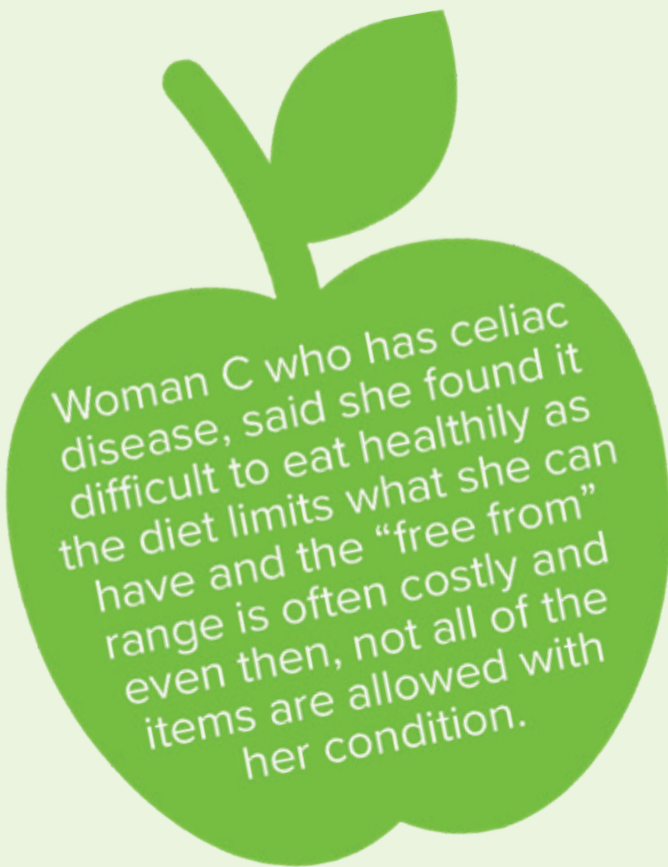 Woman C who has celiac
disease, said she found it
difficult to eat healthily as
the diet limits what she can
have and the “free from”
range is often costly and
even then, not all of the
items are allowed with
her condition.